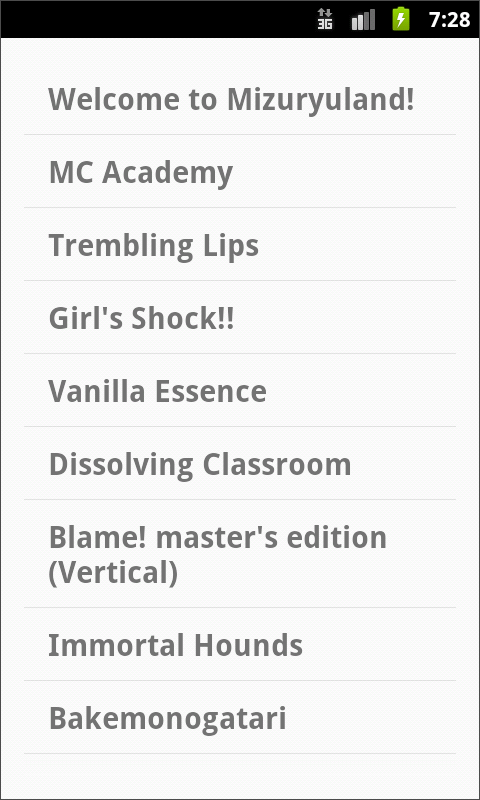 3G 7:28
Welcome to Mizuryuland!
MC Academy
Trembling Lips
Girl's Shock!!
Vanilla Essence
Dissolving Classroom
Blame! master's edition
(Vertical)
Immortal Hounds
Bakemonogatari